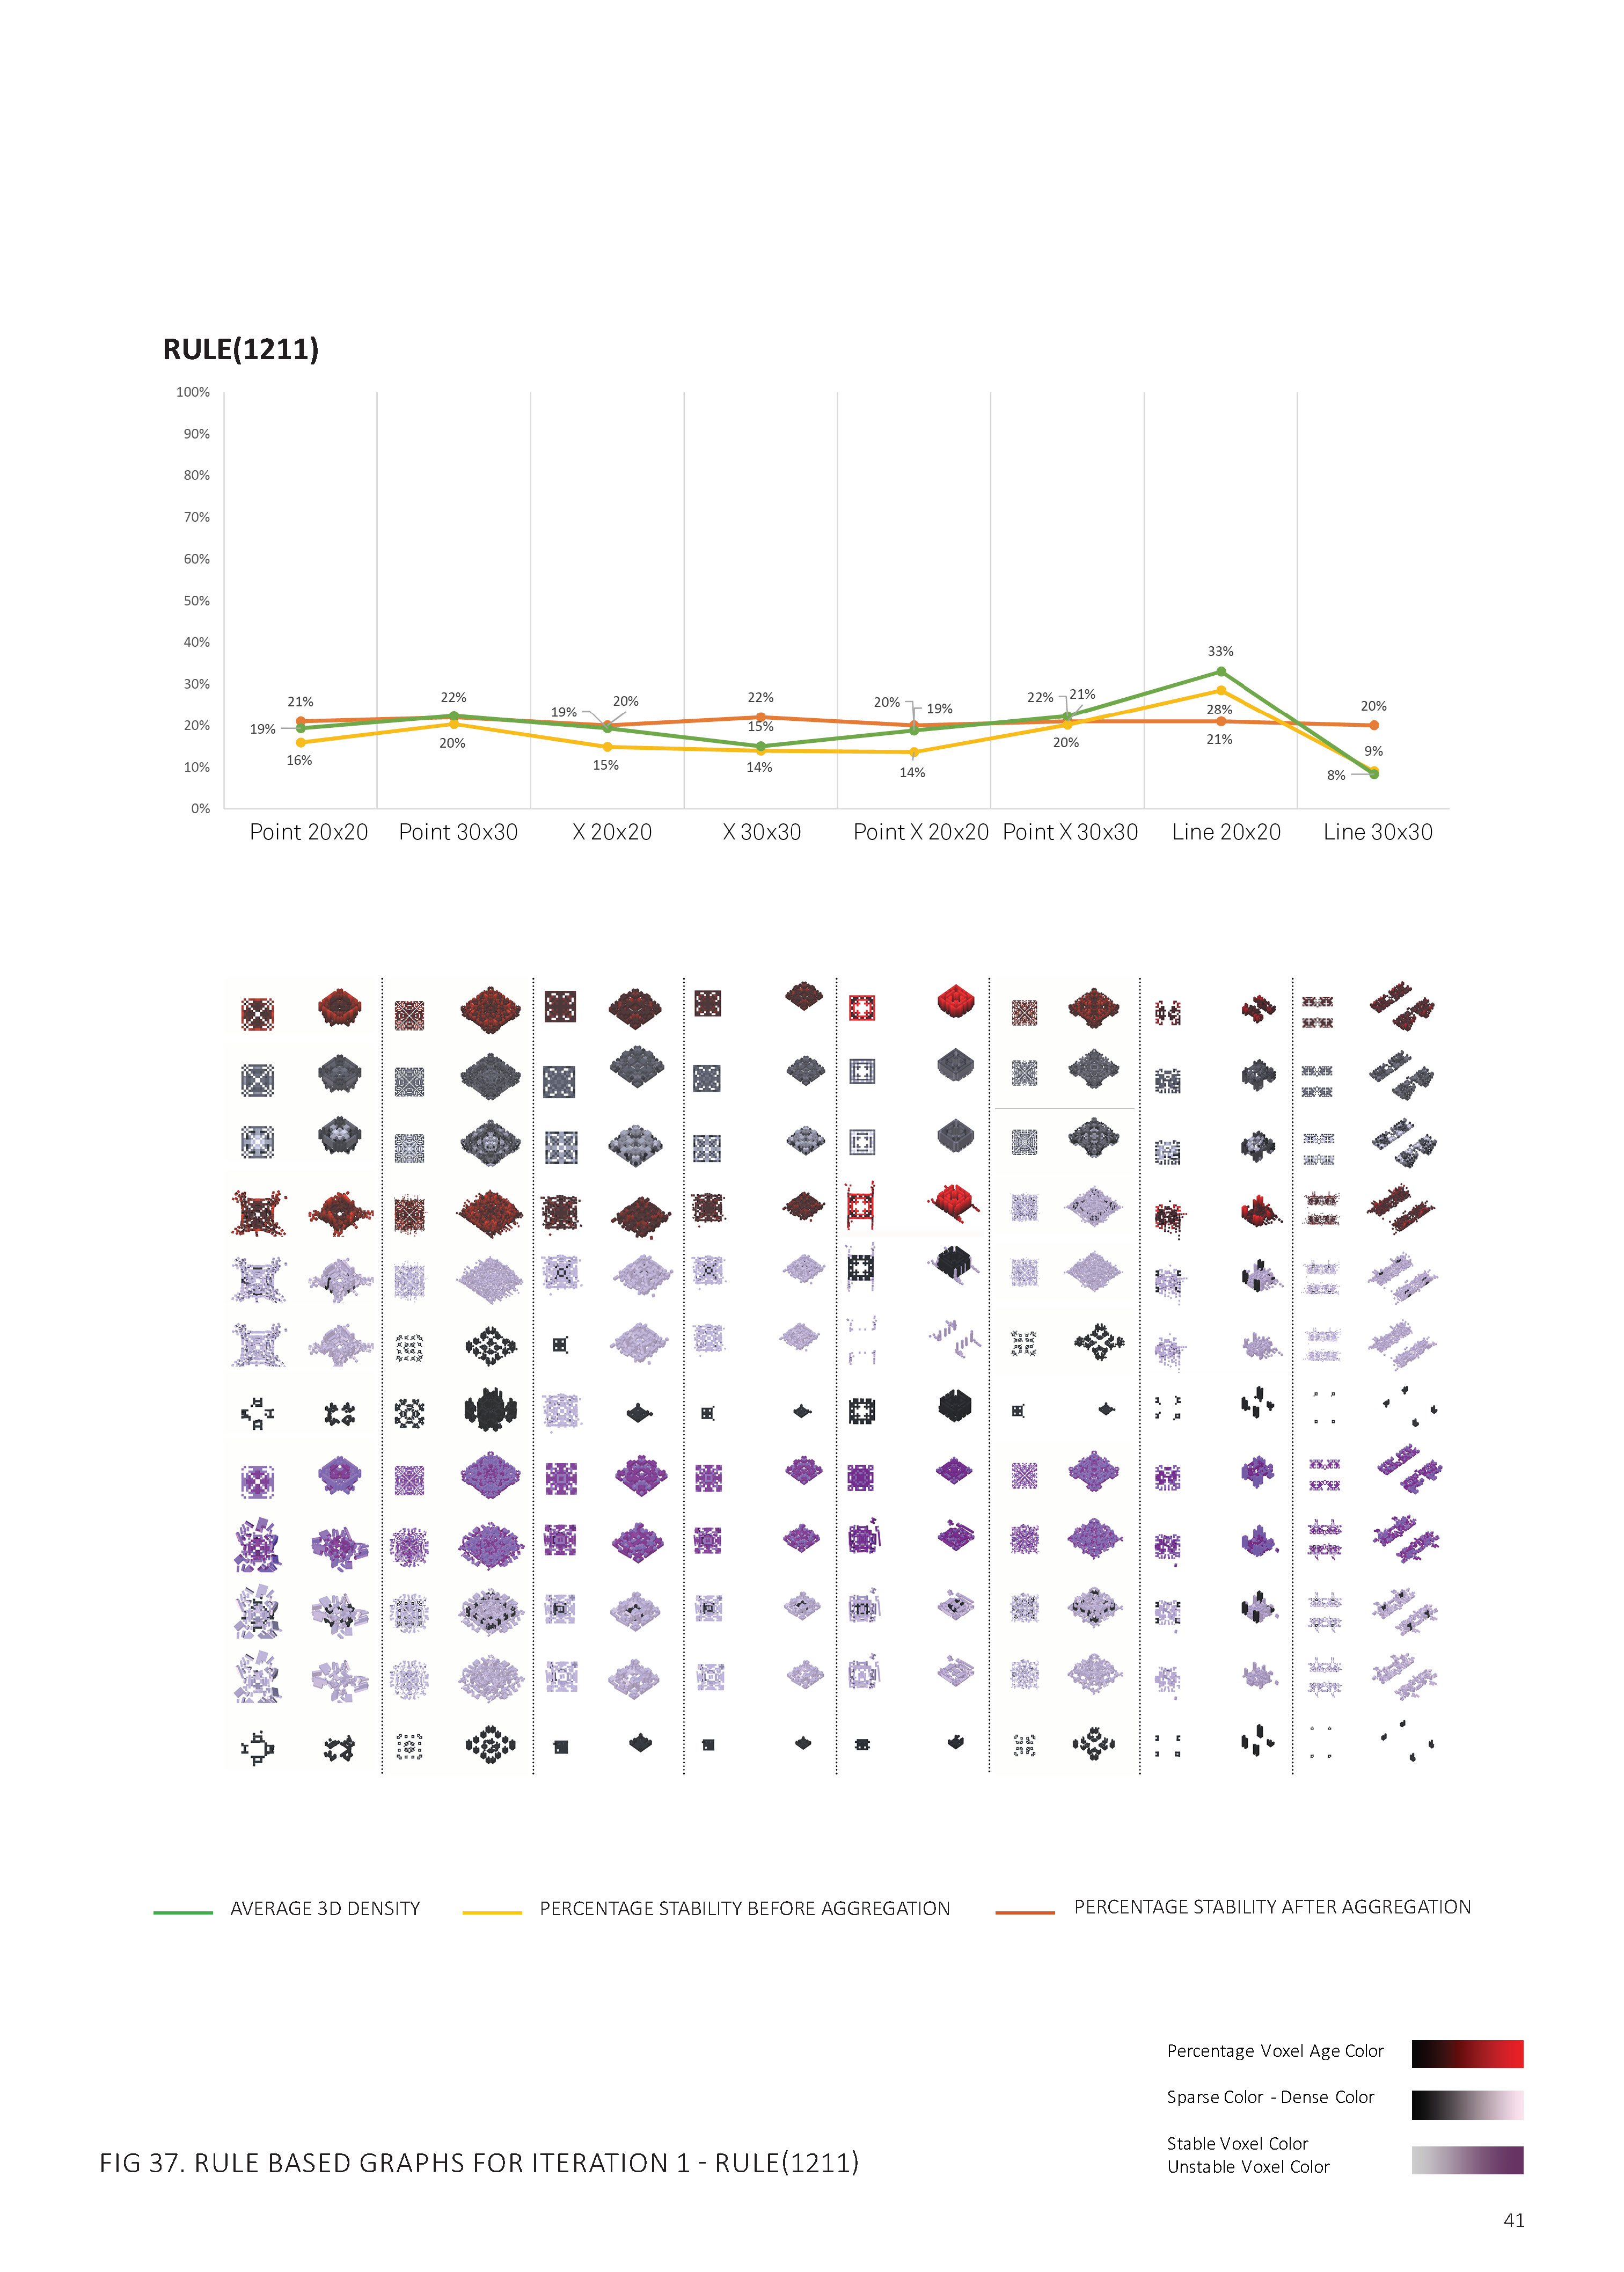 RULE(1211)
100%
90%
80%
70%
60%
50%
40%
30%
20%
10%
0%
33%
21% 22% 19% 20% 22% 20% 19% 22% 21% 28% 20%
19% 15%
16% 20% 15% 14% 14% 20% 21% 9%
8%
Point 20x20 Point 30x30 X 20x20 X 30x30 Point X 20x20 Point X 30x30 Line 20x20 Line 30x30
AVERAGE 3D DENSITY PERCENTAGE STABILITY BEFORE AGGREGATION PERCENTAGE STABILITY AFTER AGGREGATION
Percentage Voxel Age Color
Sparse Color - Dense Color
Stable Voxel Color
Unstable Voxel Color
FIG 37. RULE BASED GRAPHS FOR ITERATION 1 - RULE(1211)
41